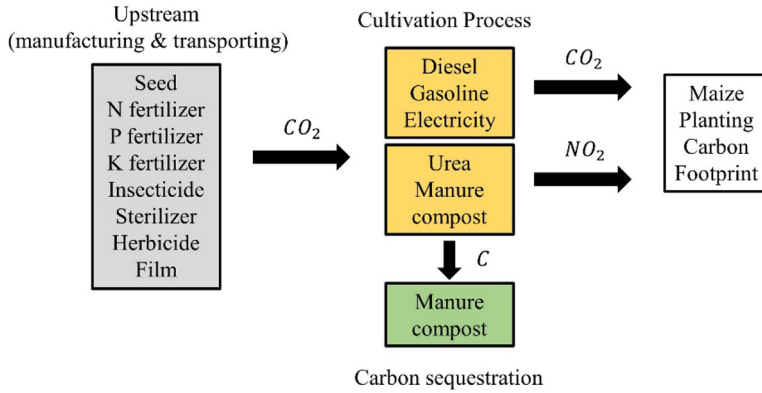 Upstream
(manufacturing & transporting)
Seed
N fertilizer
P fertilizer
K fertilizer
Insecticide
Sterilizer
Herbicide
Film
CO₂
Cultivation Process
Diesel
Gasoline
Electricity
Urea
Manure
compost
CO₂
NO₂
C
Manure
compost
Carbon sequestration
Maize
Planting
Carbon
Footprint